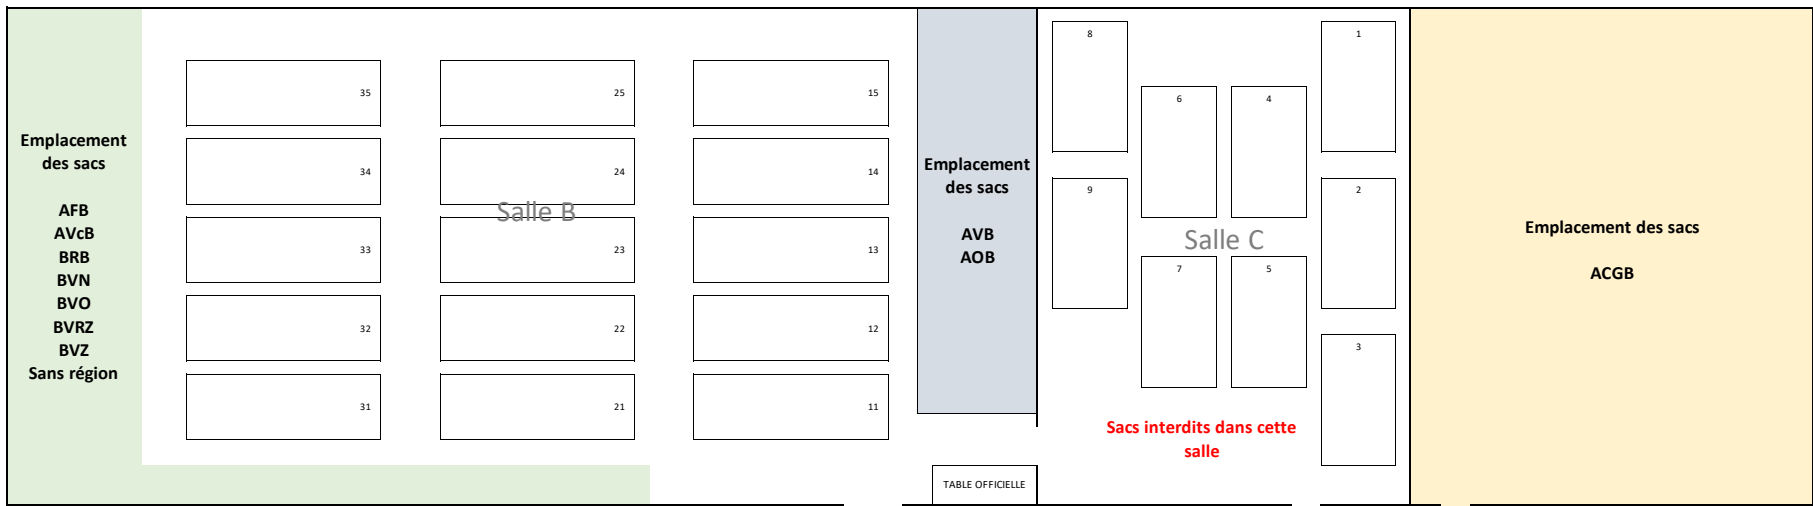 Emplacement
des sacs
AFB
AVcB
BRB
BVN
BVO
BVRZ
BVZ
Sans région
35
25
15
34
24
14
Salle B
33
23
13
32
22
12
31
21
11
Emplacement
des sacs
AVB
AOB
TABLE OFFICIELLE
8
1
6
4
9
2
Salle C
7
5
3
Sacs interdits dans cette
salle
Emplacement des sacs
ACGB